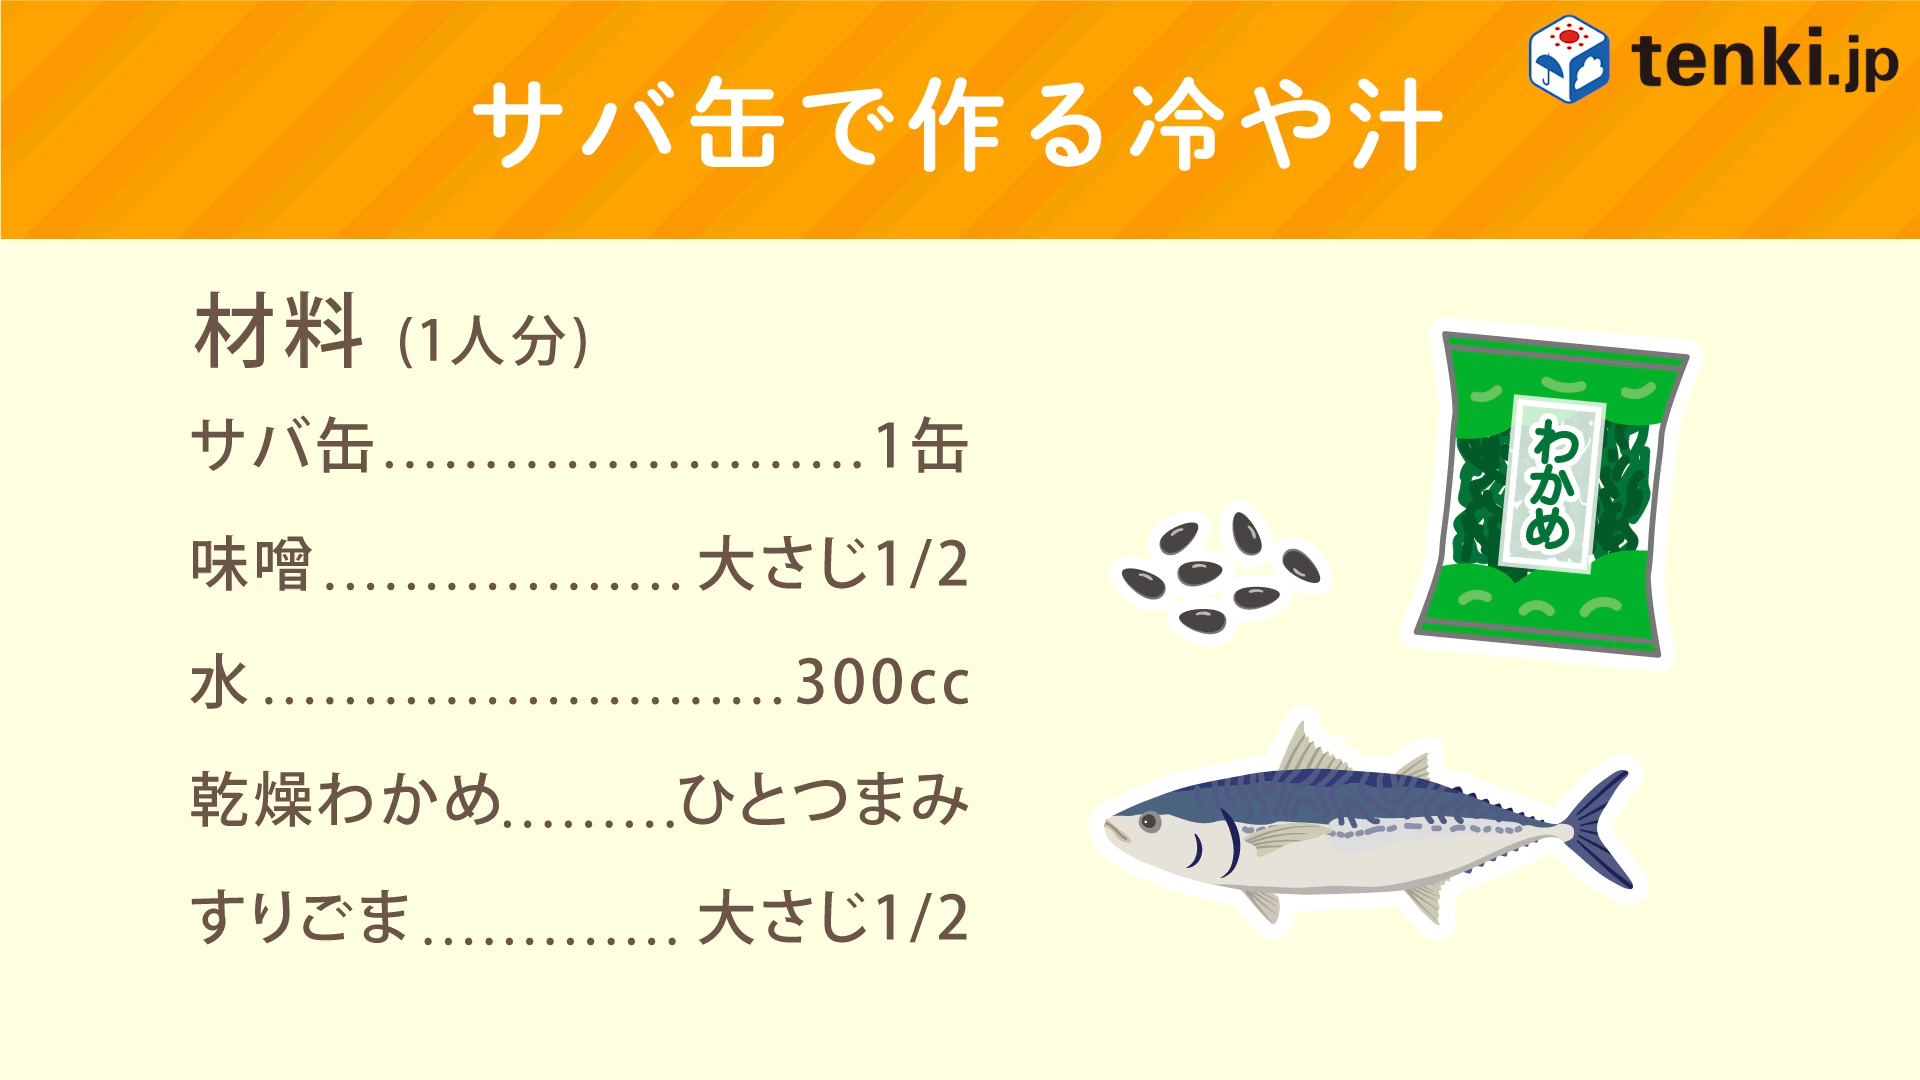 サバ缶で作る冷や汁
tenki.jp
材料 (1人分)
サバ缶........................1缶
味噌..................大さじ1/2
水..........................300cc
乾燥わかめ.........ひとつまみ
すりごま.............大さじ1/2
わかめ